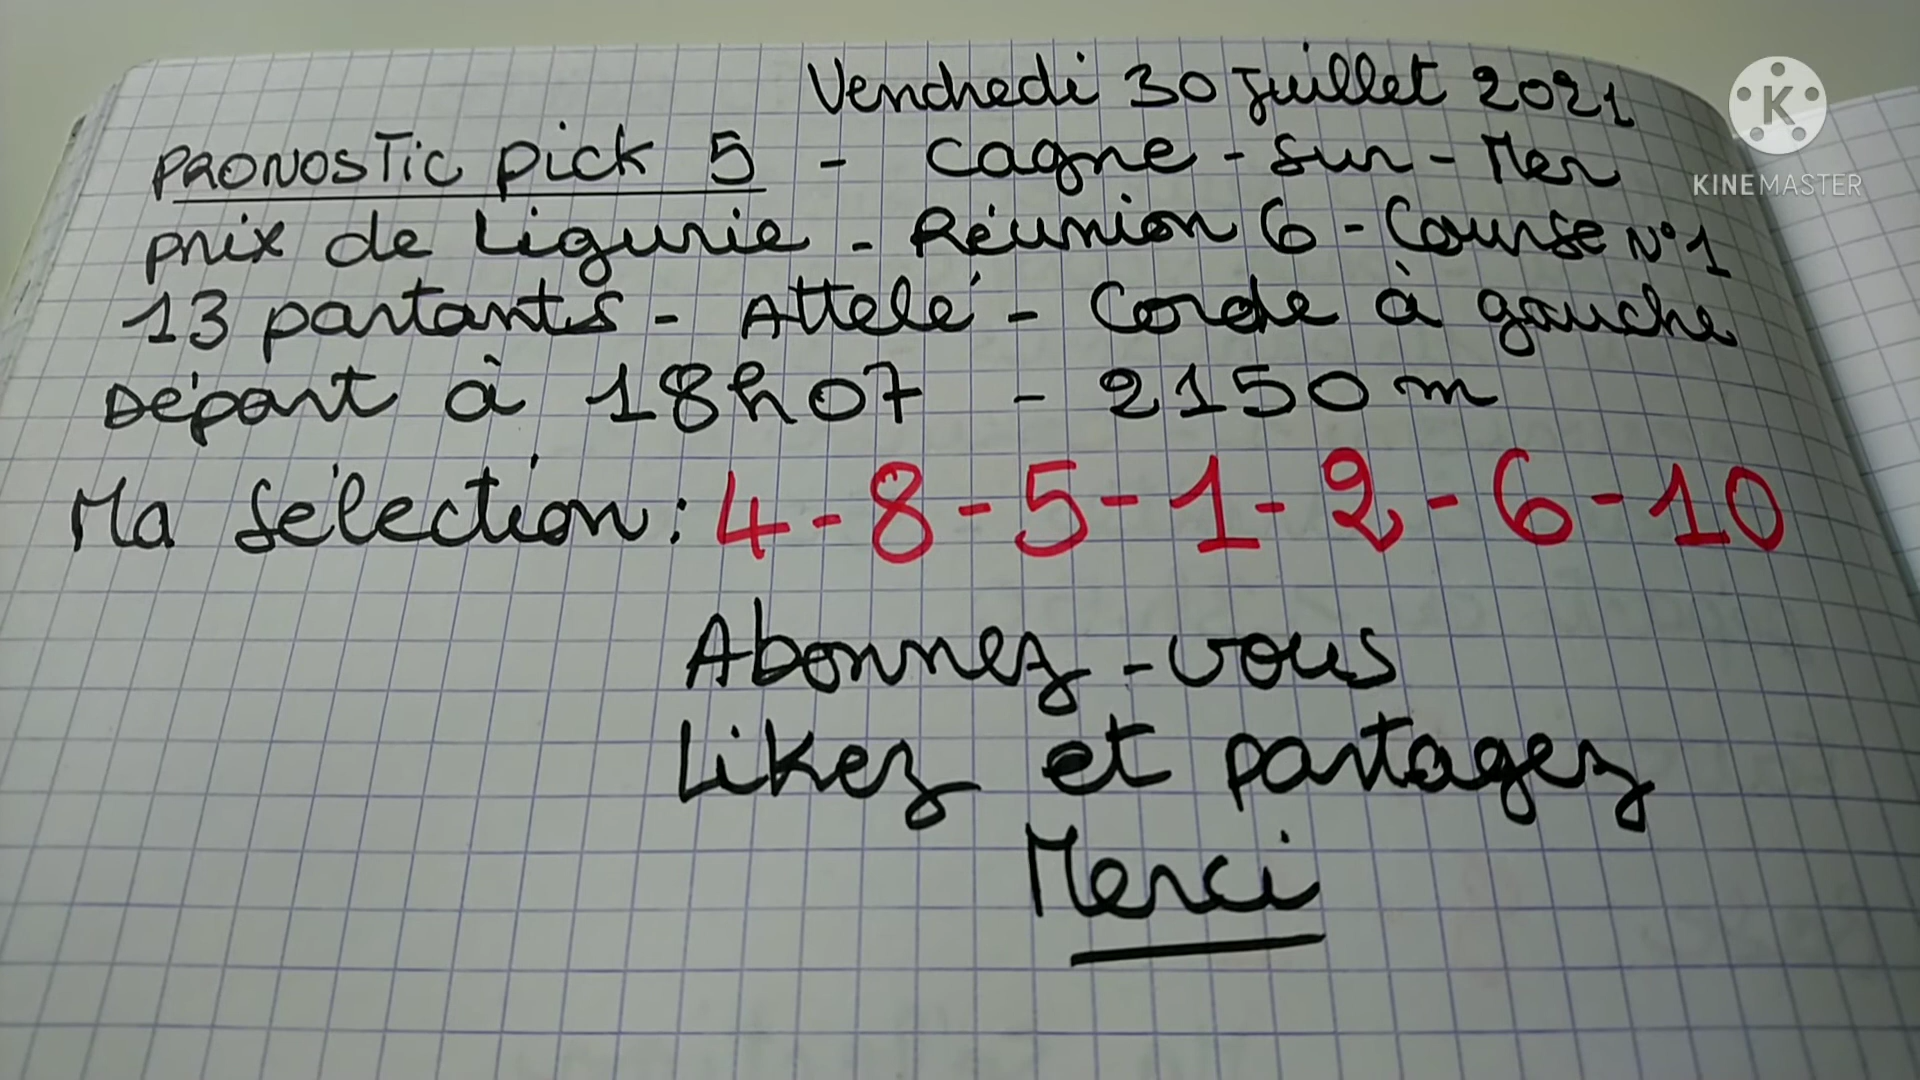 Vendredi 30 juillet 2021
PRONOSTIC PICK 5 - Cagne-sur-Mer
prix de Ligurie - Réunion 6 - Course N°1
13 partants - Attelé - Corde à gauche
Départ à 18h07 - 2150 m
Ma sélection : 4 - 8 - 5 - 1 - 2 - 6 - 10
Abonnez-vous
Likez et partagez
Merci
K
KINEMASTER